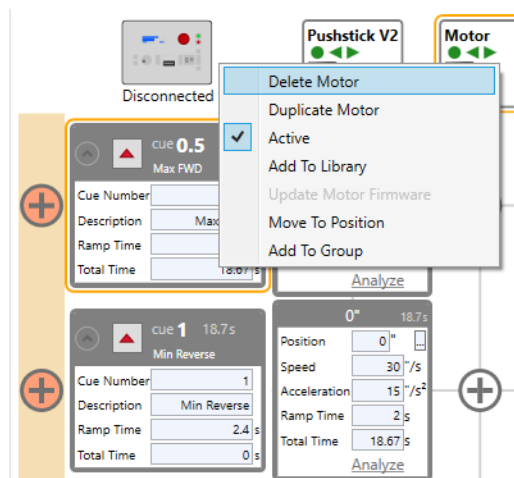 Pushstick V2
Motor
Disconnected
Delete Motor
Duplicate Motor
Active
Add To Library
Update Motor Firmware
Move To Position
Add To Group
cue 0.5
Max FWD
Cue Number
Description Max
Ramp Time
Total Time 18.67 s
Analyze
cue 1 18.7s
Min Reverse
Cue Number 1
Description Min Reverse
Ramp Time 2.4 s
Total Time 0 s
0" 18.7s
Position 0 " ...
Speed 30 "/s
Acceleration 15 "/s²
Ramp Time 2 s
Total Time 18.67 s
Analyze